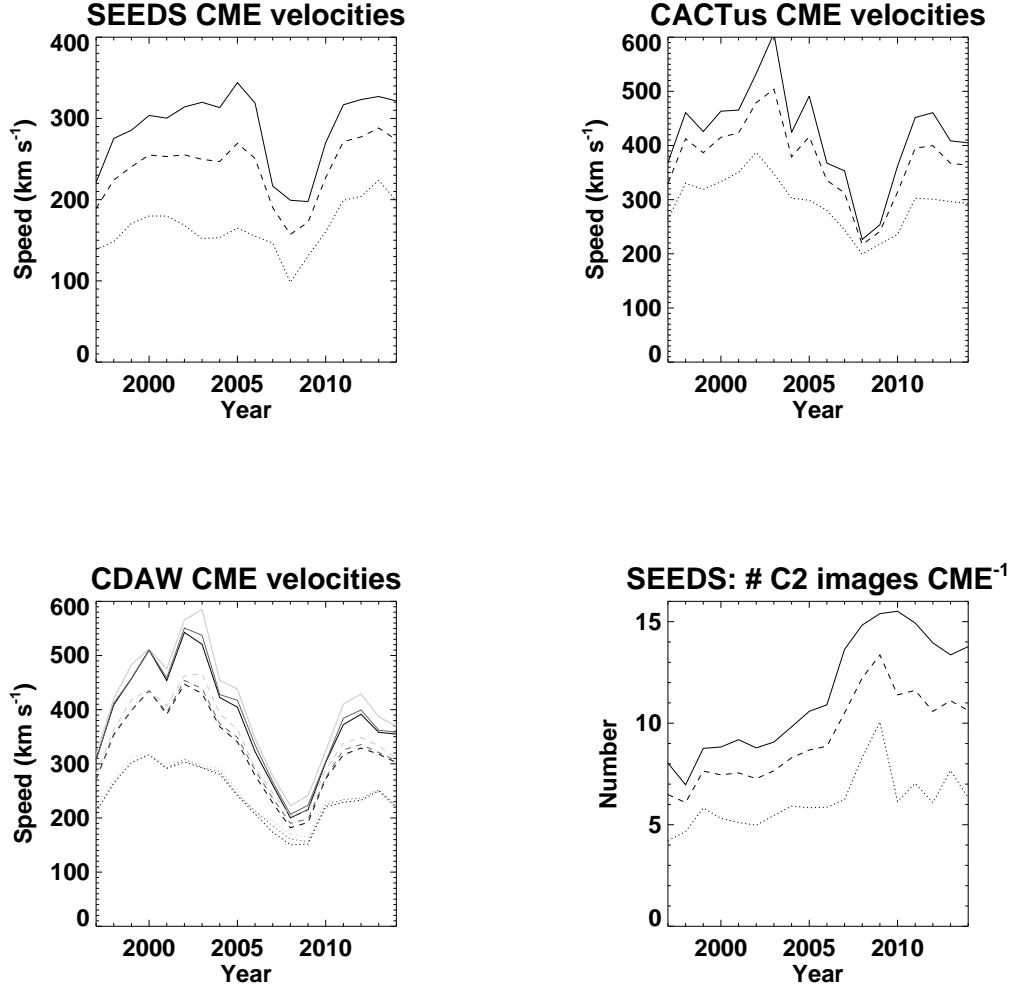 SEEDS CME velocities
400
300
200
100
0
Speed (km s-1)
2000 2005 2010
Year
CACTus CME velocities
600
500
400
300
200
100
0
Speed (km s-1)
2000 2005 2010
Year
CDAW CME velocities
600
500
400
300
200
100
0
Speed (km s-1)
2000 2005 2010
Year
SEEDS: # C2 images CME-1
15
10
5
0
Number
2000 2005 2010
Year